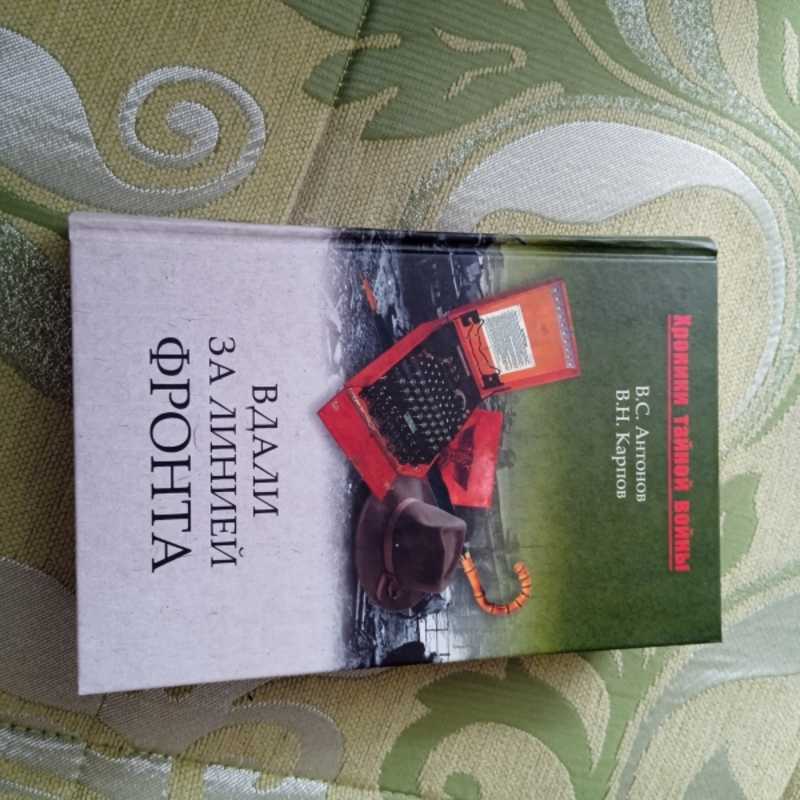 Хроники тайной войны
В.С. Антонов
В.Н. Карпов
ВДАЛИ
ЗА ЛИНИЕЙ
ФРОНТА